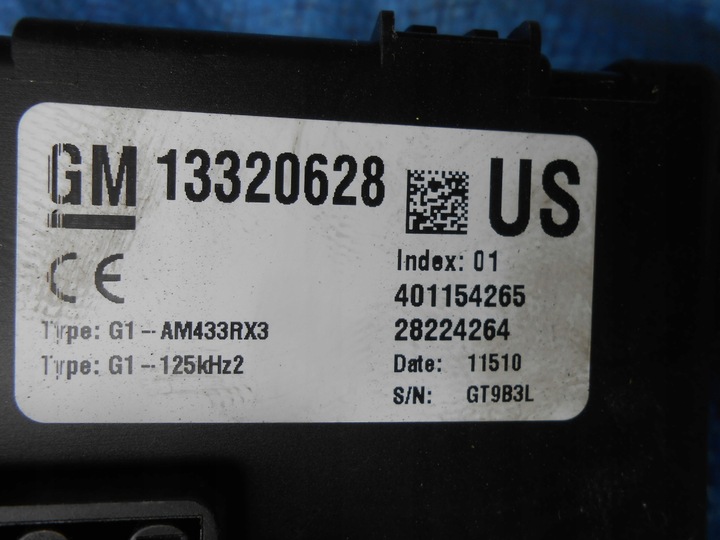 GM 13320628 US
CE
Index: 01
401154265
28224264
Type: G1-AM433RX3
Type: G1-125kHz2
Date: 11510
S/N: GT9B3L